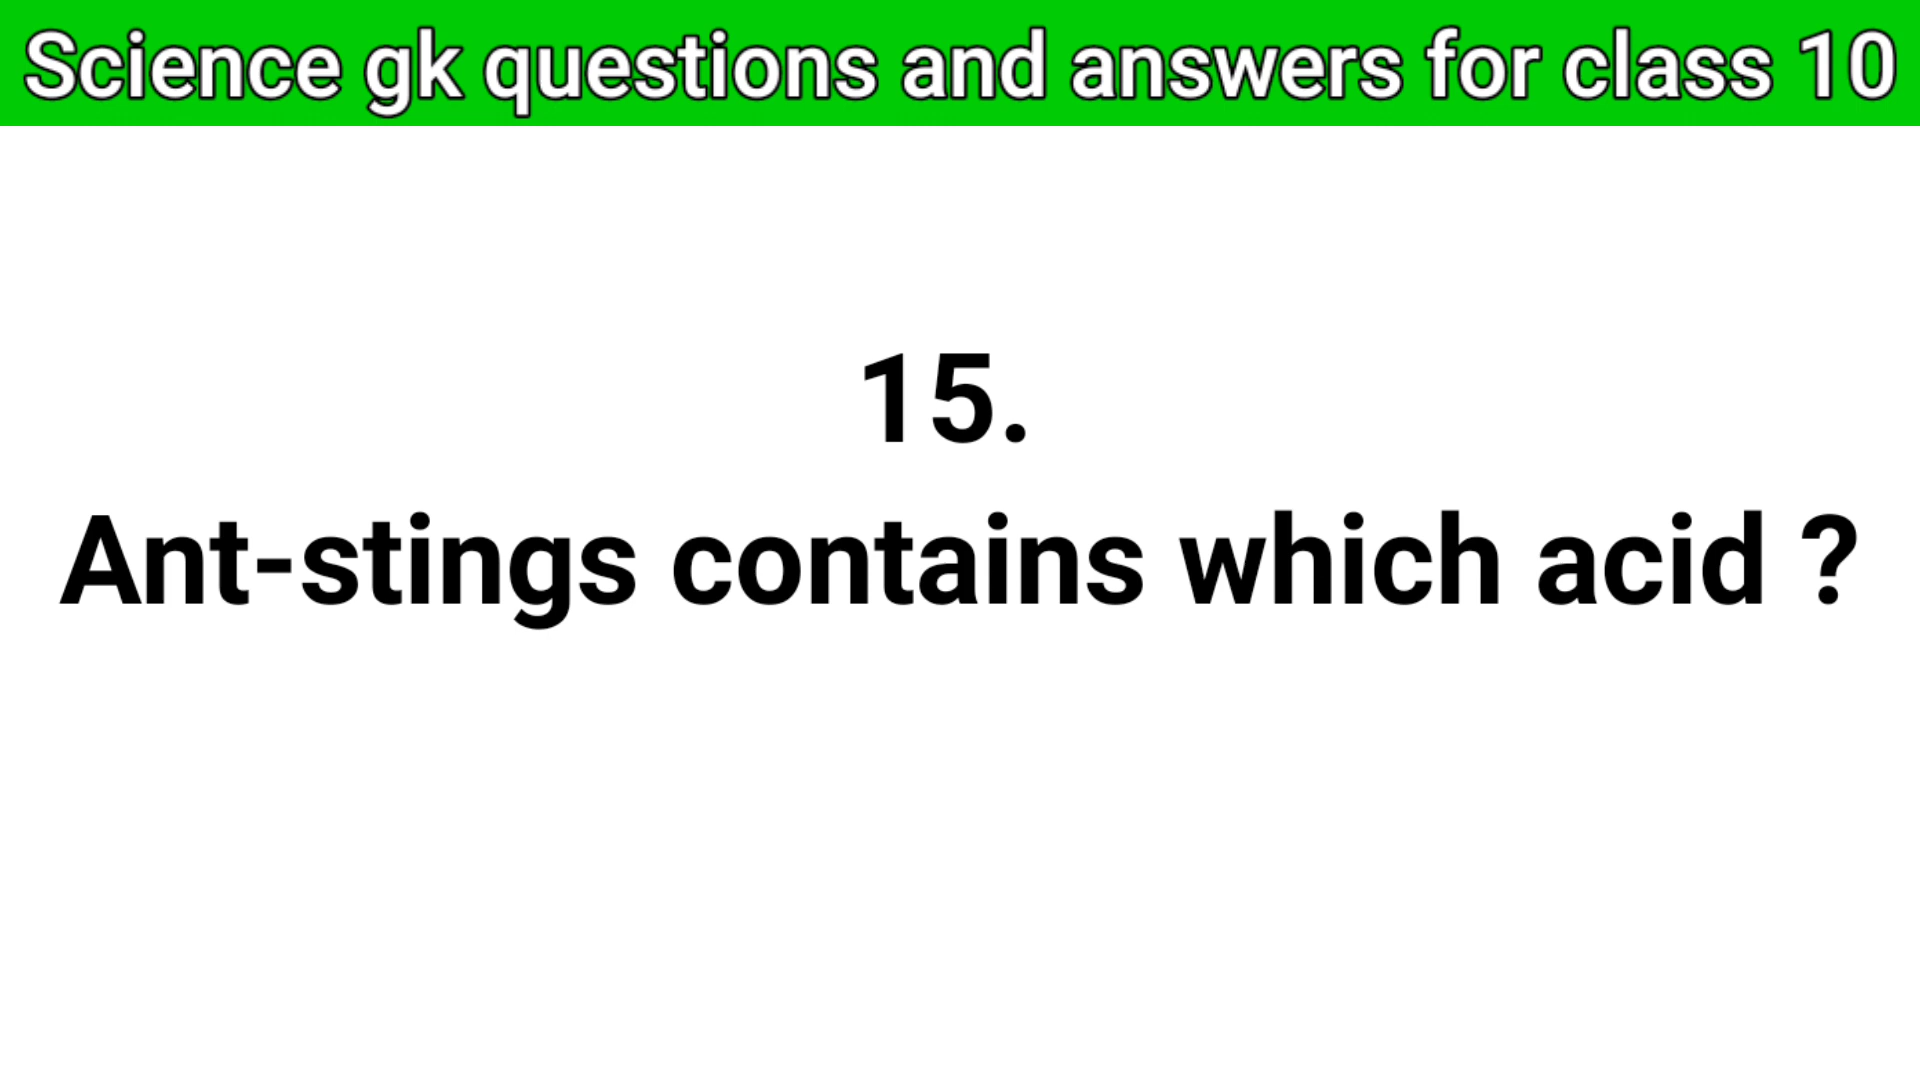 Science gk questions and answers for class 10
15.
Ant-stings contains which acid ?